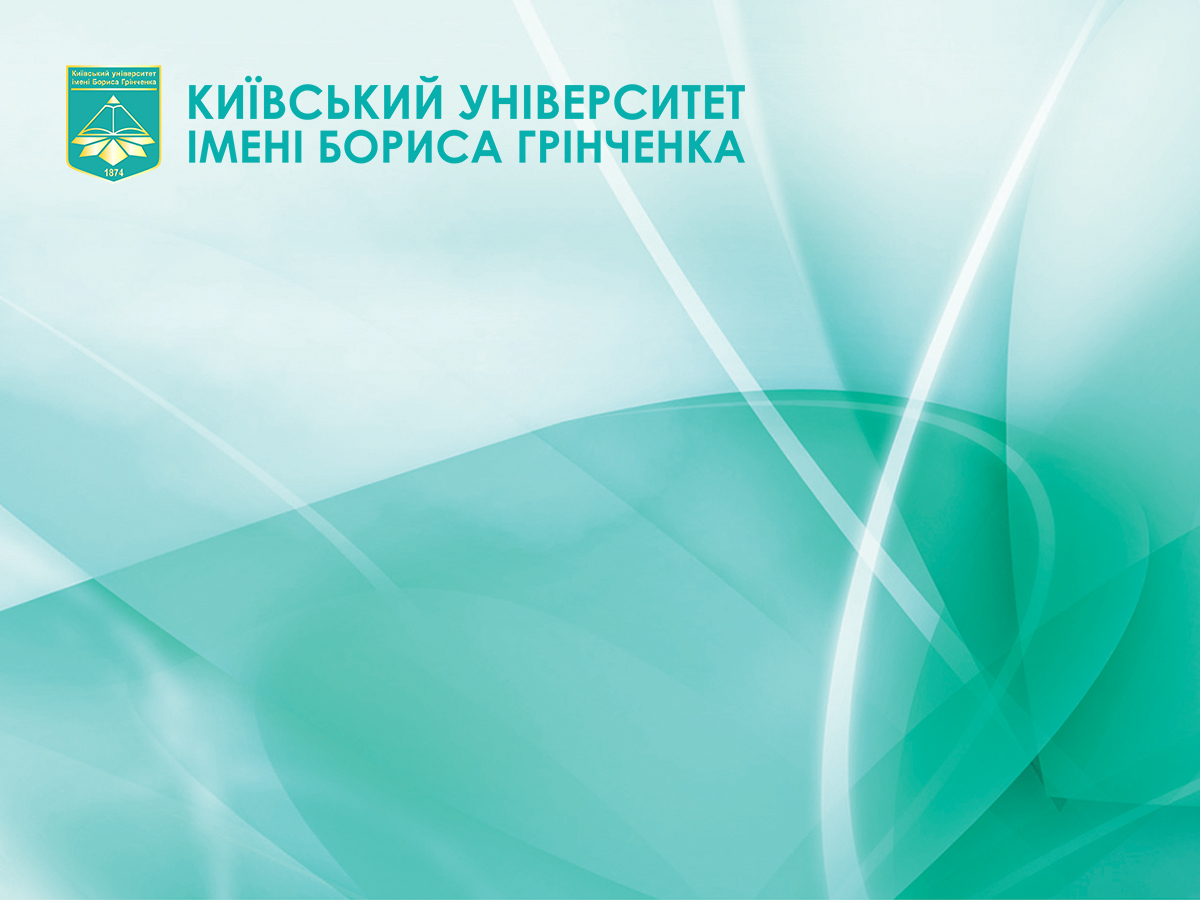 Київський університет
імені Бориса Грінченка
1874
КИЇВСЬКИЙ УНІВЕРСИТЕТ
ІМЕНІ БОРИСА ГРІНЧЕНКА